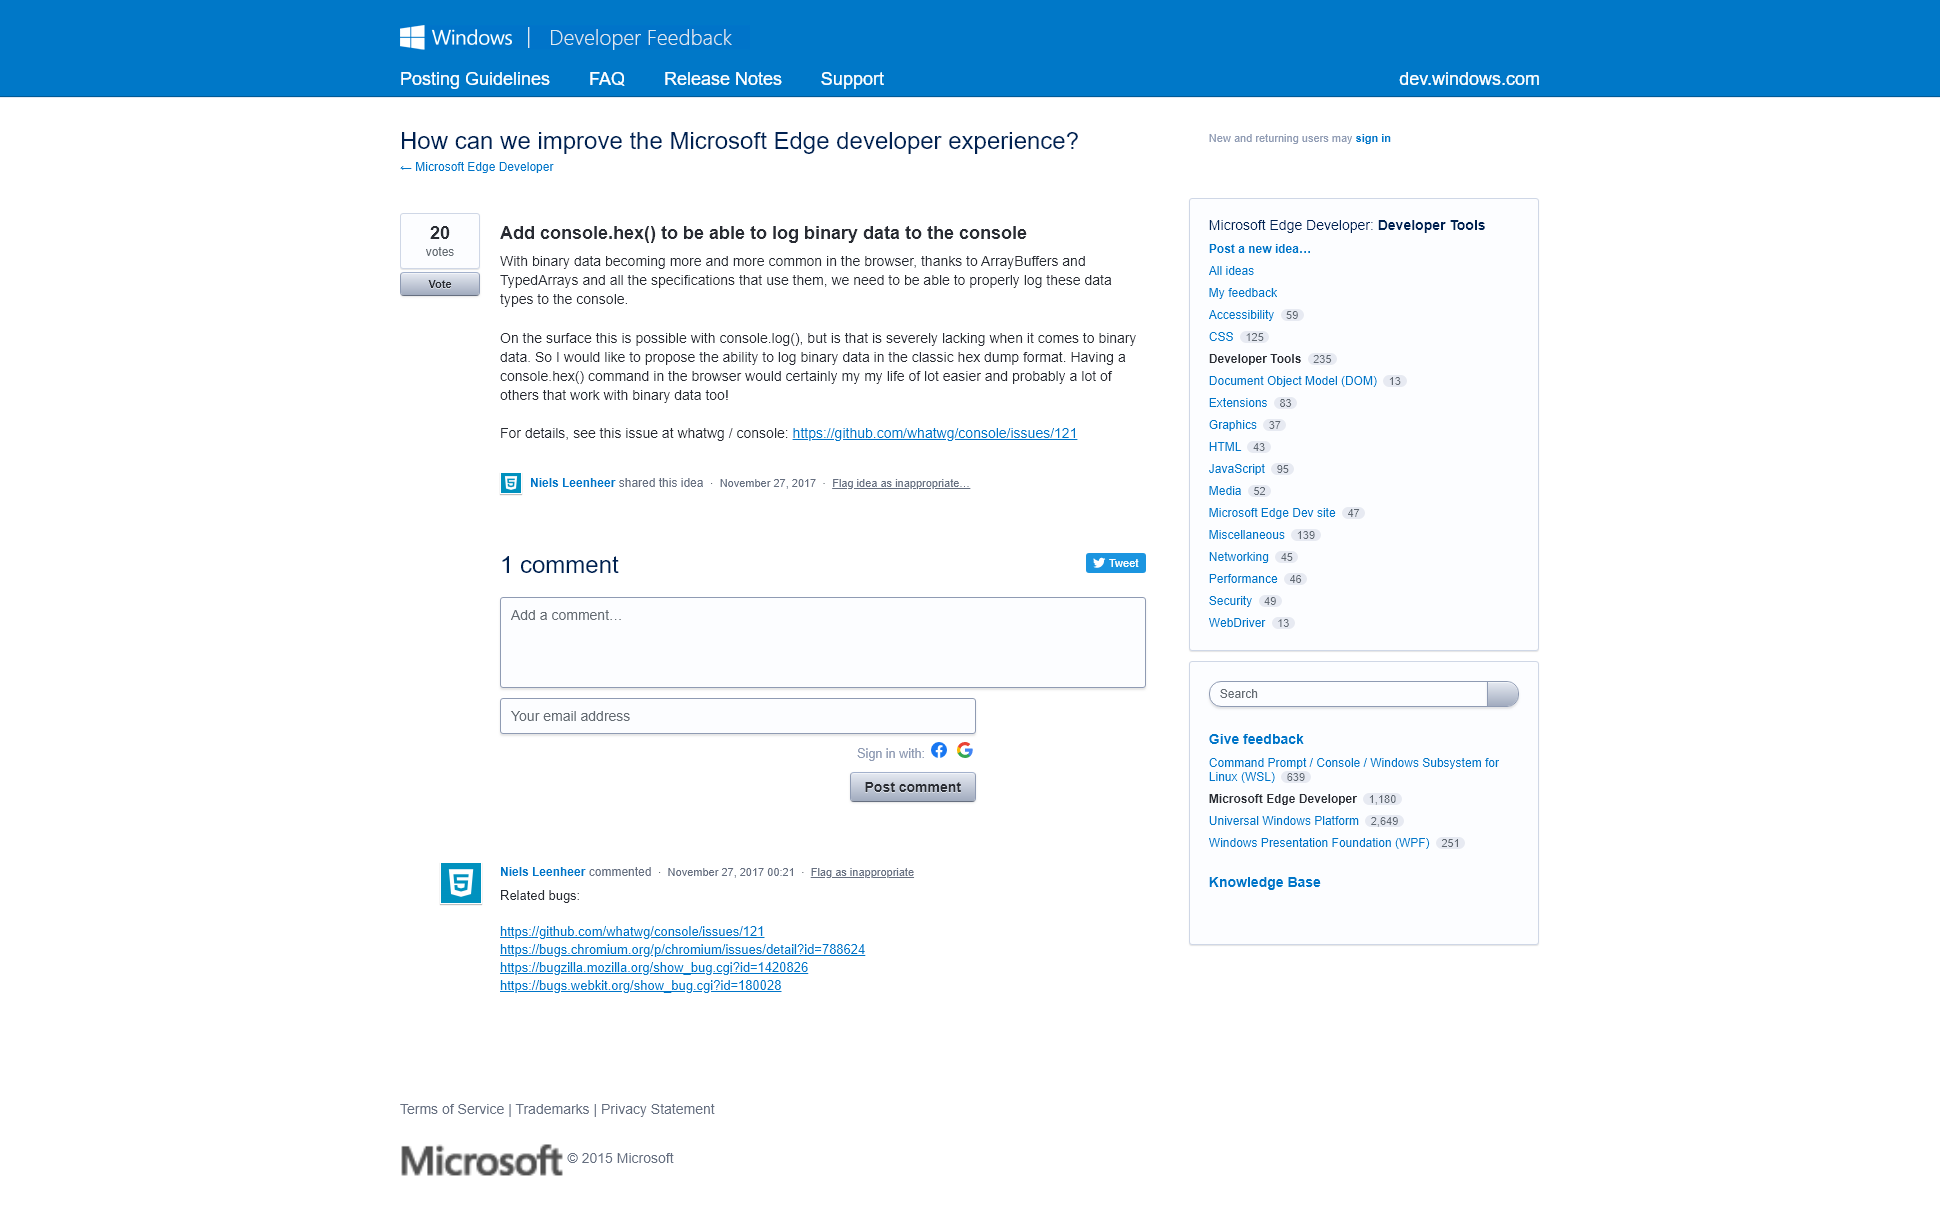 Windows | Developer Feedback
Posting Guidelines FAQ Release Notes Support dev.windows.com
How can we improve the Microsoft Edge developer experience?
← Microsoft Edge Developer
New and returning users may sign in
20
votes
Vote
Add console.hex() to be able to log binary data to the console
With binary data becoming more and more common in the browser, thanks to ArrayBuffers and
TypedArrays and all the specifications that use them, we need to be able to properly log these data
types to the console.
On the surface this is possible with console.log(), but is that is severely lacking when it comes to binary
data. So I would like to propose the ability to log binary data in the classic hex dump format. Having a
console.hex() command in the browser would certainly my my life of lot easier and probably a lot of
others that work with binary data too!
For details, see this issue at whatwg / console: https://github.com/whatwg/console/issues/121
Niels Leenheer shared this idea · November 27, 2017 · Flag idea as inappropriate…
1 comment
Tweet
Add a comment…
Your email address
Sign in with:
Post comment
Niels Leenheer commented · November 27, 2017 00:21 · Flag as inappropriate
Related bugs:
https://github.com/whatwg/console/issues/121
https://bugs.chromium.org/p/chromium/issues/detail?id=788624
https://bugzilla.mozilla.org/show_bug.cgi?id=1420826
https://bugs.webkit.org/show_bug.cgi?id=180028
Microsoft Edge Developer: Developer Tools
Post a new idea…
All ideas
My feedback
Accessibility 59
CSS 125
Developer Tools 235
Document Object Model (DOM) 13
Extensions 83
Graphics 37
HTML 43
JavaScript 95
Media 52
Microsoft Edge Dev site 47
Miscellaneous 139
Networking 45
Performance 46
Security 49
WebDriver 13
Search
Give feedback
Command Prompt / Console / Windows Subsystem for
Linux (WSL) 639
Microsoft Edge Developer 1,180
Universal Windows Platform 2,649
Windows Presentation Foundation (WPF) 251
Knowledge Base
Terms of Service | Trademarks | Privacy Statement
Microsoft © 2015 Microsoft